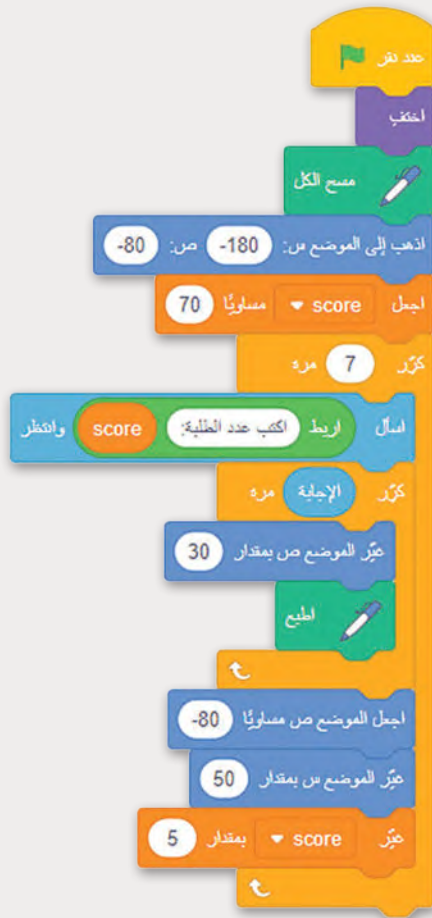 عند نقر
اختفِ
مسح الكل
اذهب إلى الموضع س: -180 ص: -80
اجعل score مساويًا 70
كرّر 7 مرة
اسأل اربط اكتب عدد الطلبة: score وانتظر
كرّر الإجابة مرة
غيّر الموضع ص بمقدار 30
اطبع
اجعل الموضع ص مساويًا -80
غيّر الموضع س بمقدار 50
غيّر score بمقدار 5